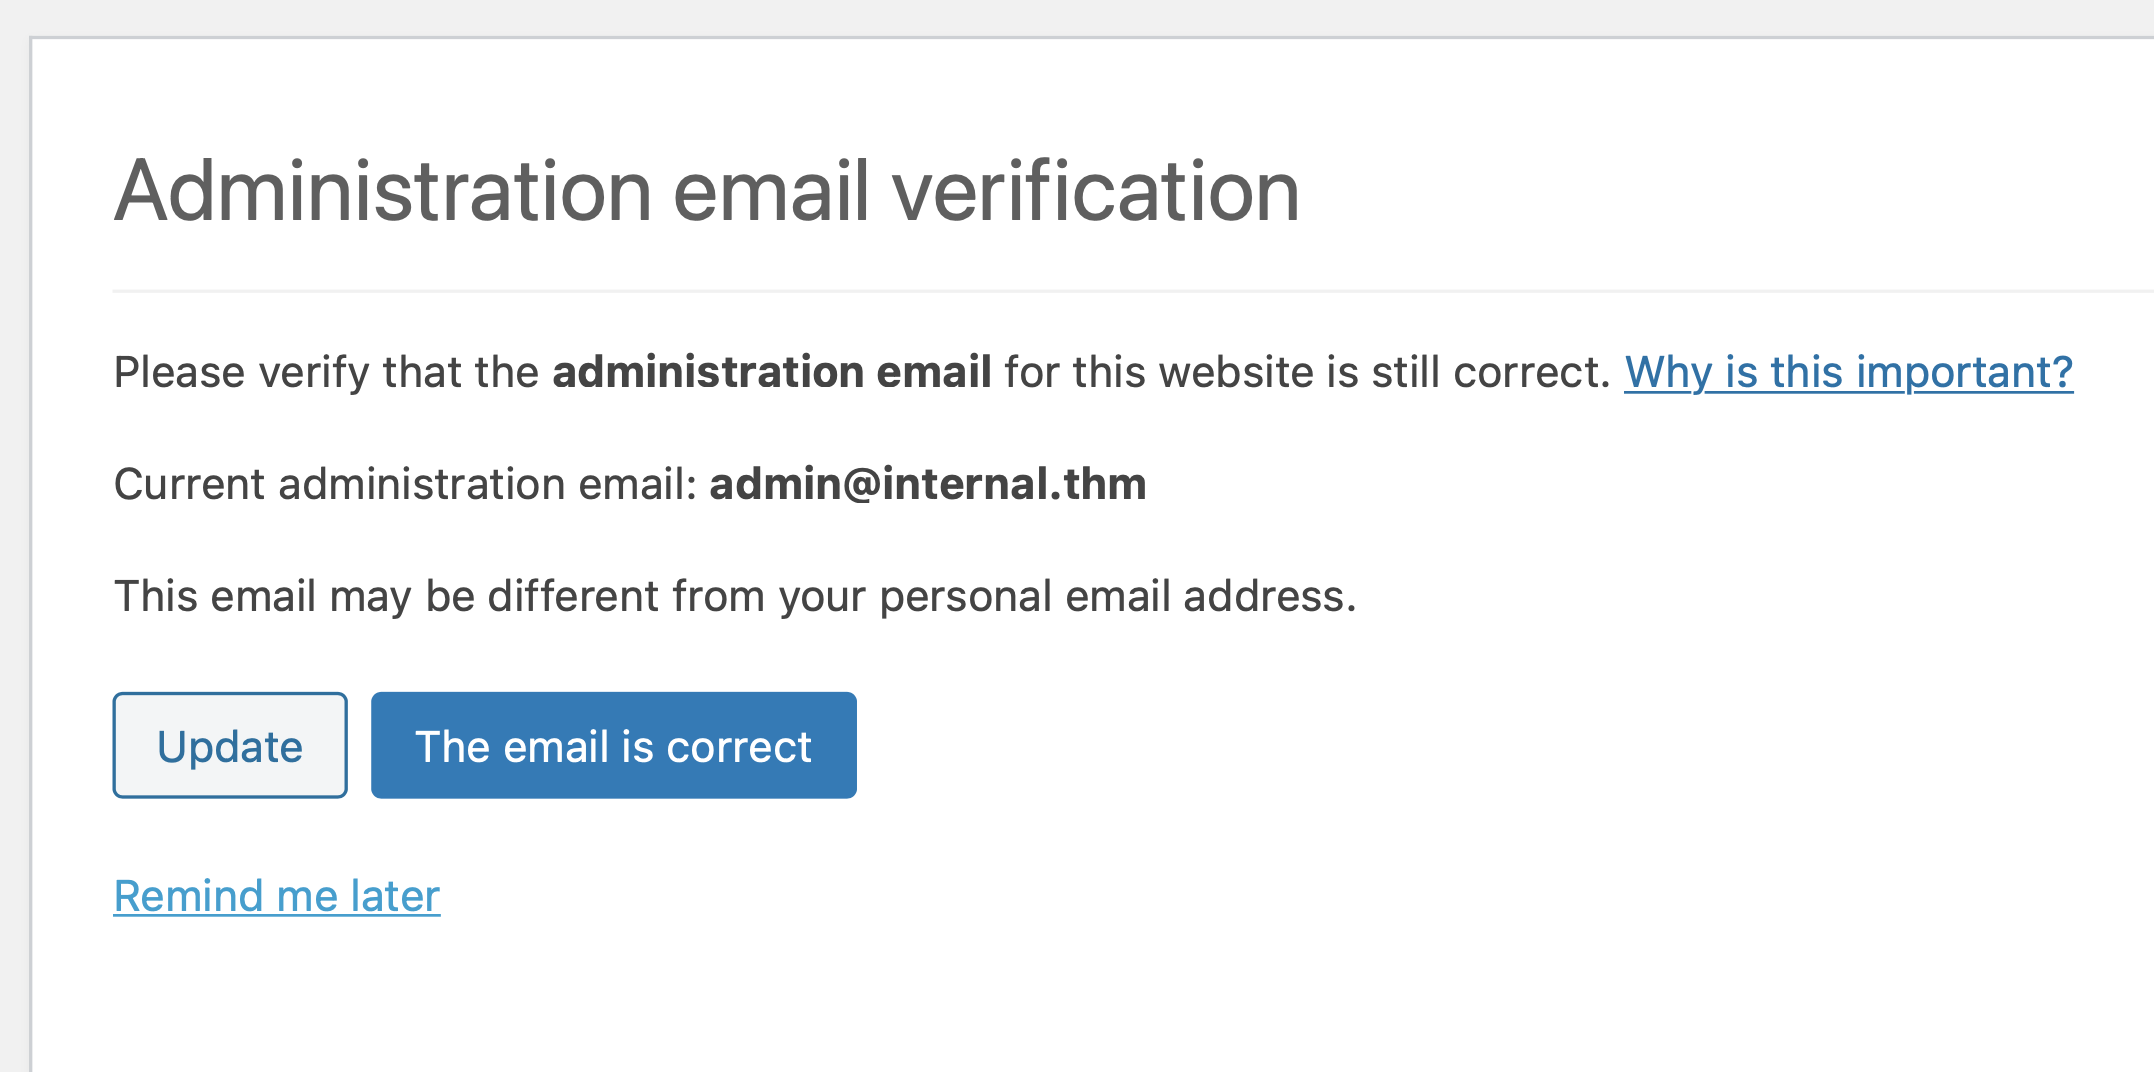 Administration email verification
Please verify that the administration email for this website is still correct. Why is this important?
Current administration email: admin@internal.thm
This email may be different from your personal email address.
Update The email is correct
Remind me later